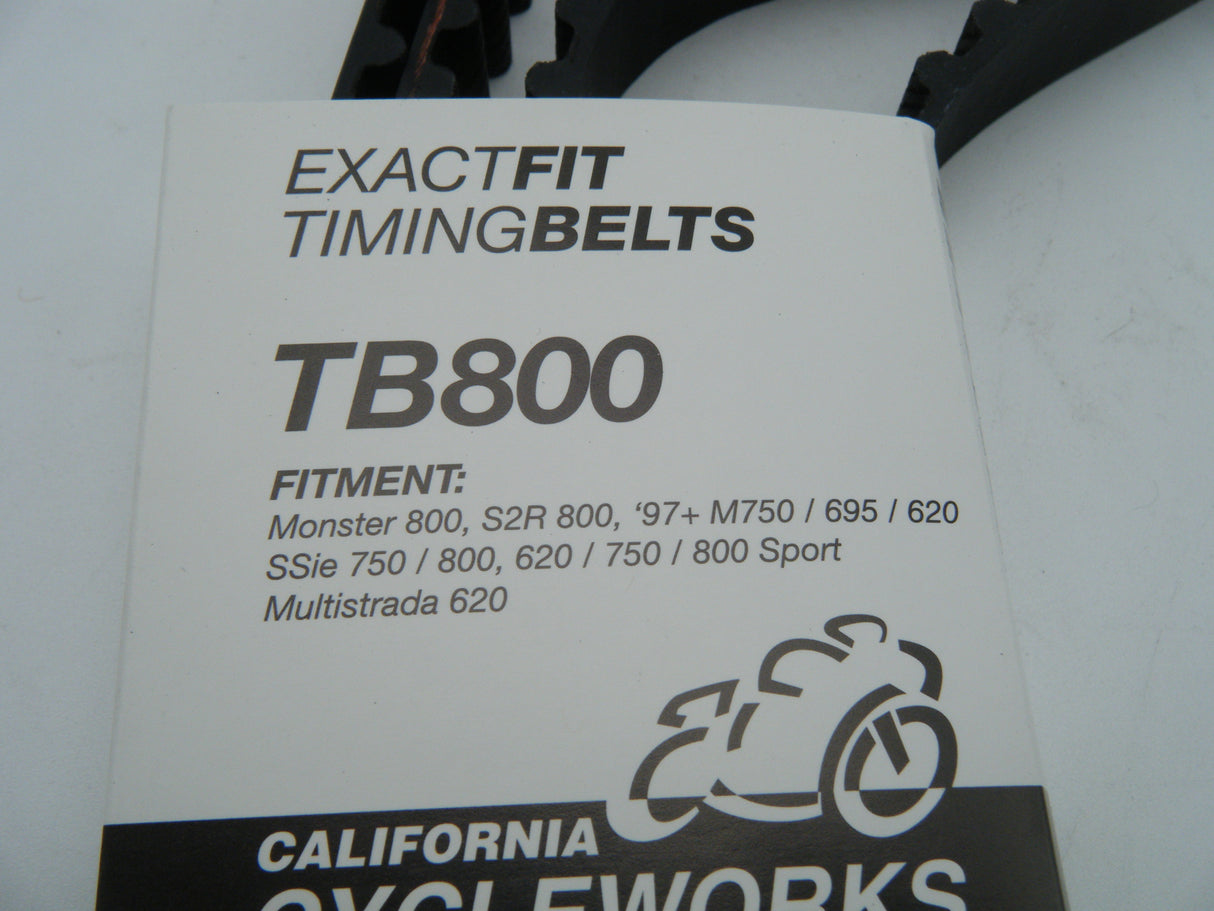 EXACTFIT
TIMINGBELTS
TB800
FITMENT:
Monster 800, S2R 800, ‘97+ M750 / 695 / 620
SSie 750 / 800, 620 / 750 / 800 Sport
Multistrada 620
CALIFORNIA
CYCLEWORKS